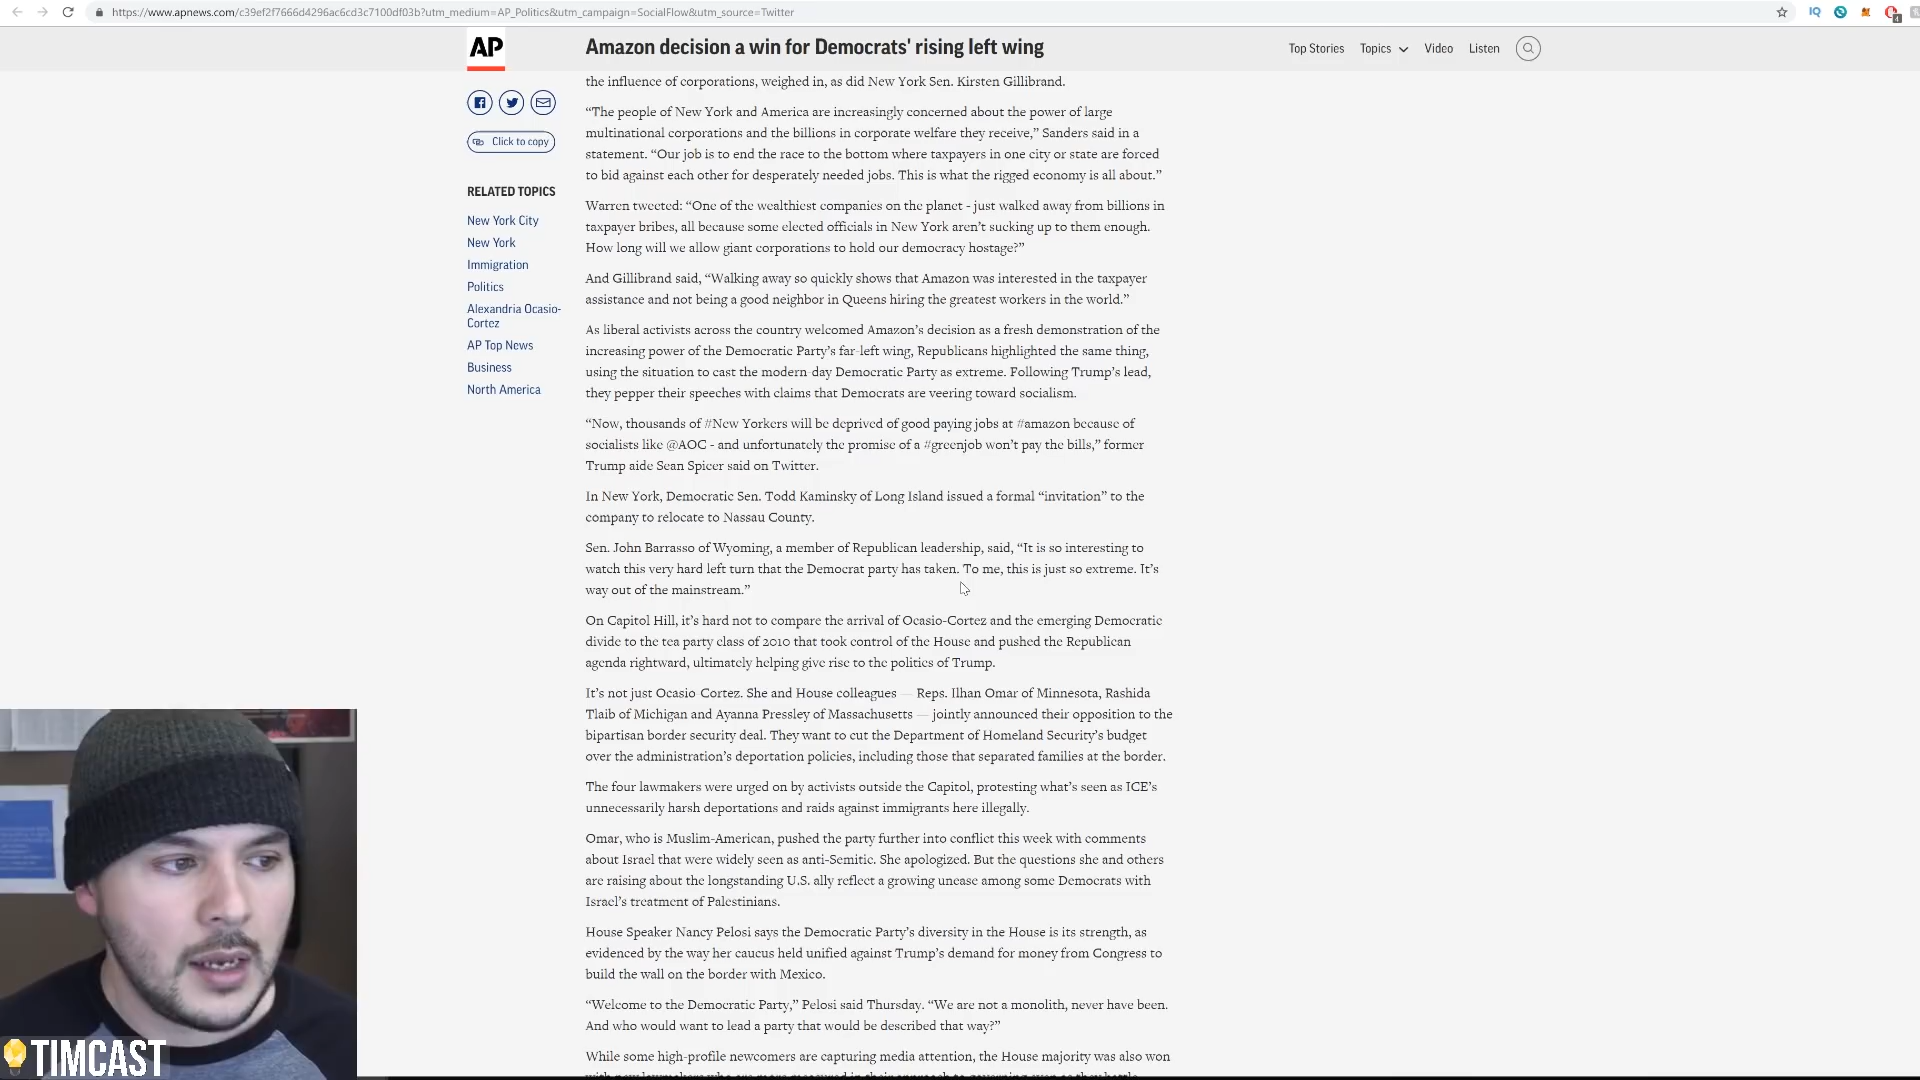 https://www.apnews.com/c39ef2f7666d4296ac6cd3c7100df03b?utm_medium=AP_Politics&utm_campaign=SocialFlow&utm_source=Twitter
AP
Amazon decision a win for Democrats' rising left wing
Top Stories
Topics
Video
Listen
Click to copy
RELATED TOPICS
New York City
New York
Immigration
Politics
Alexandria Ocasio-
Cortez
AP Top News
Business
North America
the influence of corporations, weighed in, as did New York Sen. Kirsten Gillibrand.
“The people of New York and America are increasingly concerned about the power of large
multinational corporations and the billions in corporate welfare they receive,” Sanders said in a
statement. “Our job is to end the race to the bottom where taxpayers in one city or state are forced
to bid against each other for desperately needed jobs. This is what the rigged economy is all about.”
Warren tweeted: “One of the wealthiest companies on the planet - just walked away from billions in
taxpayer bribes, all because some elected officials in New York aren’t sucking up to them enough.
How long will we allow giant corporations to hold our democracy hostage?”
And Gillibrand said, “Walking away so quickly shows that Amazon was interested in the taxpayer
assistance and not being a good neighbor in Queens hiring the greatest workers in the world.”
As liberal activists across the country welcomed Amazon’s decision as a fresh demonstration of the
increasing power of the Democratic Party’s far-left wing, Republicans highlighted the same thing,
using the situation to cast the modern-day Democratic Party as extreme. Following Trump’s lead,
they pepper their speeches with claims that Democrats are veering toward socialism.
“Now, thousands of #New Yorkers will be deprived of good paying jobs at #amazon because of
socialists like @AOC - and unfortunately the promise of a #greenjob won’t pay the bills,” former
Trump aide Sean Spicer said on Twitter.
In New York, Democratic Sen. Todd Kaminsky of Long Island issued a formal “invitation” to the
company to relocate to Nassau County.
Sen. John Barrasso of Wyoming, a member of Republican leadership, said, “It is so interesting to
watch this very hard left turn that the Democrat party has taken. To me, this is just so extreme. It’s
way out of the mainstream.”
On Capitol Hill, it’s hard not to compare the arrival of Ocasio-Cortez and the emerging Democratic
divide to the tea party class of 2010 that took control of the House and pushed the Republican
agenda rightward, ultimately helping give rise to the politics of Trump.
It’s not just Ocasio-Cortez. She and House colleagues — Reps. Ilhan Omar of Minnesota, Rashida
Tlaib of Michigan and Ayanna Pressley of Massachusetts — jointly announced their opposition to the
bipartisan border security deal. They want to cut the Department of Homeland Security’s budget
over the administration’s deportation policies, including those that separated families at the border.
The four lawmakers were urged on by activists outside the Capitol, protesting what’s seen as ICE’s
unnecessarily harsh deportations and raids against immigrants here illegally.
Omar, who is Muslim-American, pushed the party further into conflict this week with comments
about Israel that were widely seen as anti-Semitic. She apologized. But the questions she and others
are raising about the longstanding U.S. ally reflect a growing unease among some Democrats with
Israel’s treatment of Palestinians.
House Speaker Nancy Pelosi says the Democratic Party’s diversity in the House is its strength, as
evidenced by the way her caucus held unified against Trump’s demand for money from Congress to
build the wall on the border with Mexico.
“Welcome to the Democratic Party,” Pelosi said Thursday. “We are not a monolith, never have been.
And who would want to lead a party that would be described that way?”
While some high-profile newcomers are capturing media attention, the House majority was also won
TIMCAST